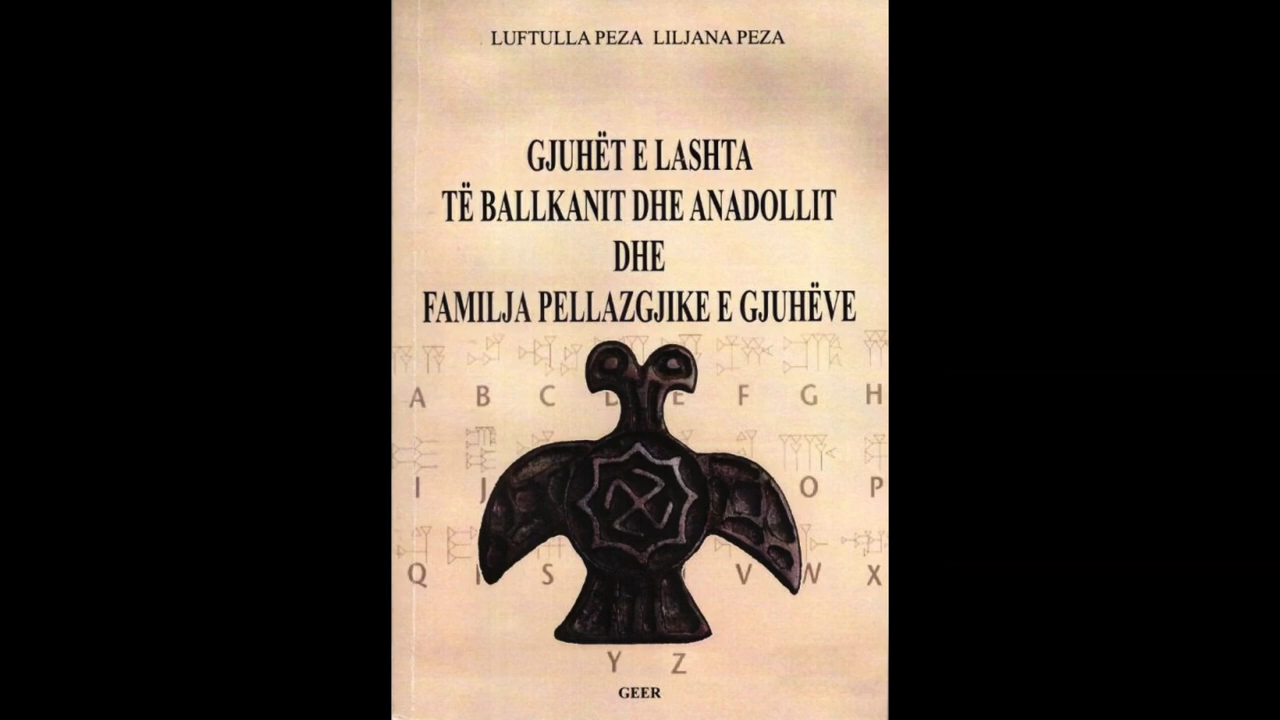 LUFTULLA PEZA LILJANA PEZA
GJUHËT E LASHTA
TË BALLKANIT DHE ANADOLLIT
DHE
FAMILJA PELLAZGJIKE E GJUHËVE
A B C D E F G H
I J O P
Q S V W X
Y Z
GEER